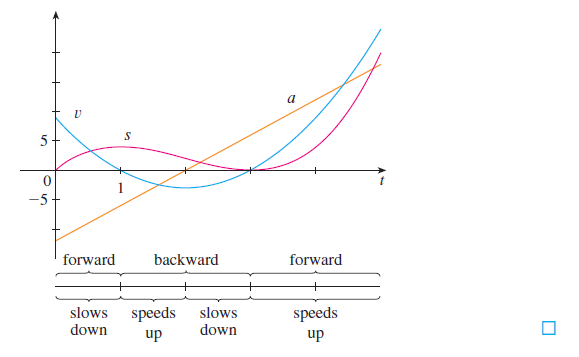 v
s
a
5
0
1
t
−5
forward backward forward
slows speeds slows speeds
down up down up